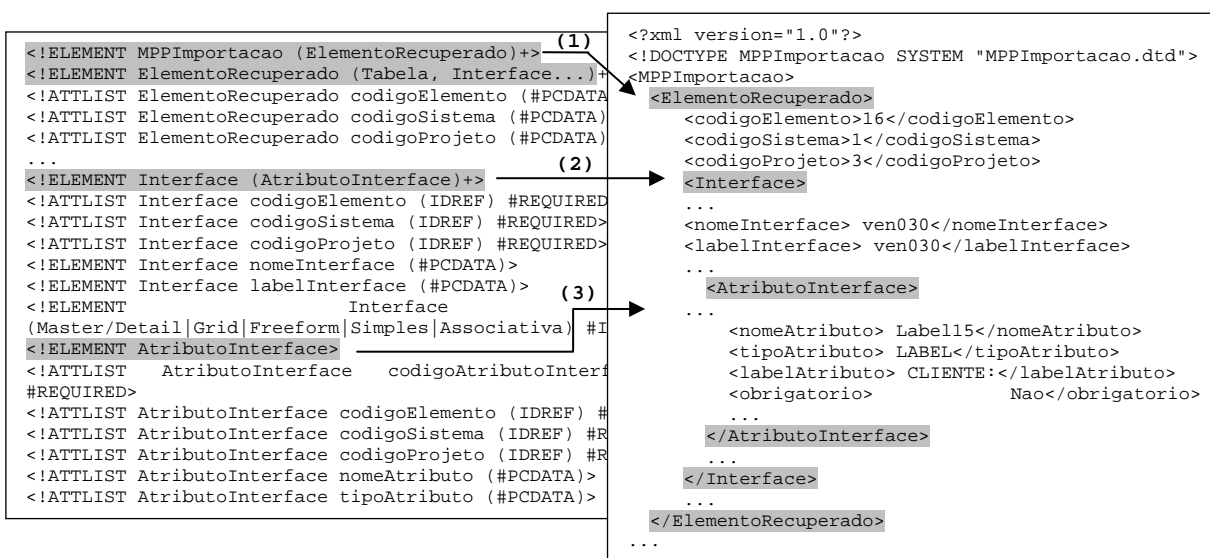 <!ELEMENT MPPImportacao (ElementoRecuperado)+>
<!ELEMENT ElementoRecuperado (Tabela, Interface...)+
<!ATTLIST ElementoRecuperado codigoElemento (#PCDATA
<!ATTLIST ElementoRecuperado codigoSistema (#PCDATA)
<!ATTLIST ElementoRecuperado codigoProjeto (#PCDATA)
...
<!ELEMENT Interface (AtributoInterface)+>
<!ATTLIST Interface codigoElemento (IDREF) #REQUIRED
<!ATTLIST Interface codigoSistema (IDREF) #REQUIRED>
<!ATTLIST Interface codigoProjeto (IDREF) #REQUIRED>
<!ELEMENT Interface nomeInterface (#PCDATA)>
<!ELEMENT Interface labelInterface (#PCDATA)>
<!ELEMENT Interface
(Master/Detail|Grid|Freeform|Simples|Associativa) #I
<!ELEMENT AtributoInterface>
<!ATTLIST AtributoInterface codigoAtributoInterf
#REQUIRED>
<!ATTLIST AtributoInterface codigoElemento (IDREF) #
<!ATTLIST AtributoInterface codigoSistema (IDREF) #R
<!ATTLIST AtributoInterface codigoProjeto (IDREF) #R
<!ATTLIST AtributoInterface nomeAtributo (#PCDATA)>
<!ATTLIST AtributoInterface tipoAtributo (#PCDATA)>
(1)
(2)
(3)
<?xml version="1.0"?>
<!DOCTYPE MPPImportacao SYSTEM "MPPImportacao.dtd">
<MPPImportacao>
<ElementoRecuperado>
<codigoElemento>16</codigoElemento>
<codigoSistema>1</codigoSistema>
<codigoProjeto>3</codigoProjeto>
<Interface>
...
<nomeInterface> ven030</nomeInterface>
<labelInterface> ven030</labelInterface>
...
<AtributoInterface>
...
<nomeAtributo> Label15</nomeAtributo>
<tipoAtributo> LABEL</tipoAtributo>
<labelAtributo> CLIENTE:</labelAtributo>
<obrigatorio> Nao</obrigatorio>
...
</AtributoInterface>
...
</Interface>
...
</ElementoRecuperado>
...